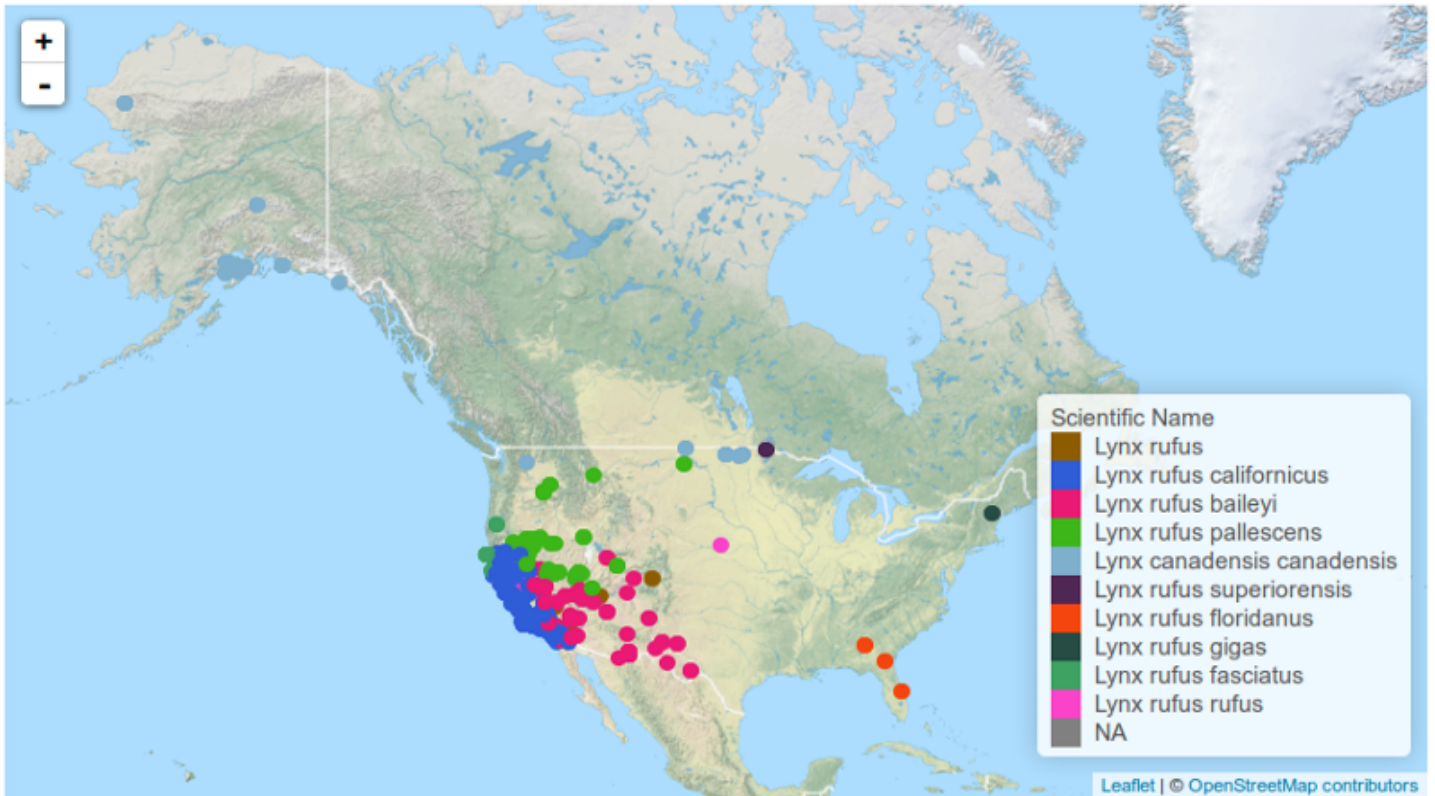 +
-
Scientific Name
Lynx rufus
Lynx rufus californicus
Lynx rufus baileyi
Lynx rufus pallescens
Lynx canadensis canadensis
Lynx rufus superiorensis
Lynx rufus floridanus
Lynx rufus gigas
Lynx rufus fasciatus
Lynx rufus rufus
NA
Leaflet | © OpenStreetMap contributors